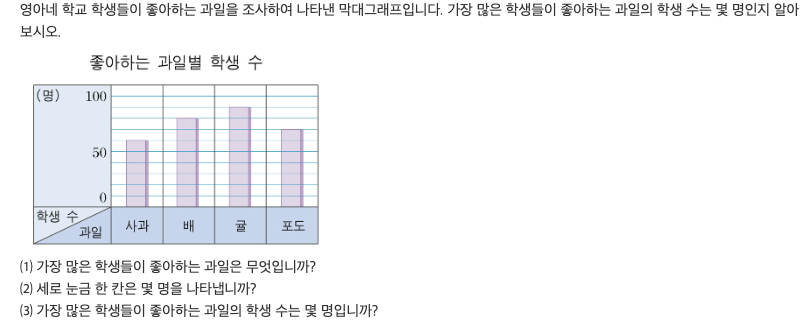 영아네 학교 학생들이 좋아하는 과일을 조사하여 나타낸 막대그래프입니다. 가장 많은 학생들이 좋아하는 과일의 학생 수는 몇 명인지 알아
보시오.
좋아하는 과일별 학생 수
(명)
100
50
0
학생 수
과일
사과 배 귤 포도
(1) 가장 많은 학생들이 좋아하는 과일은 무엇입니까?
(2) 세로 눈금 한 칸은 몇 명을 나타냅니까?
(3) 가장 많은 학생들이 좋아하는 과일의 학생 수는 몇 명입니까?